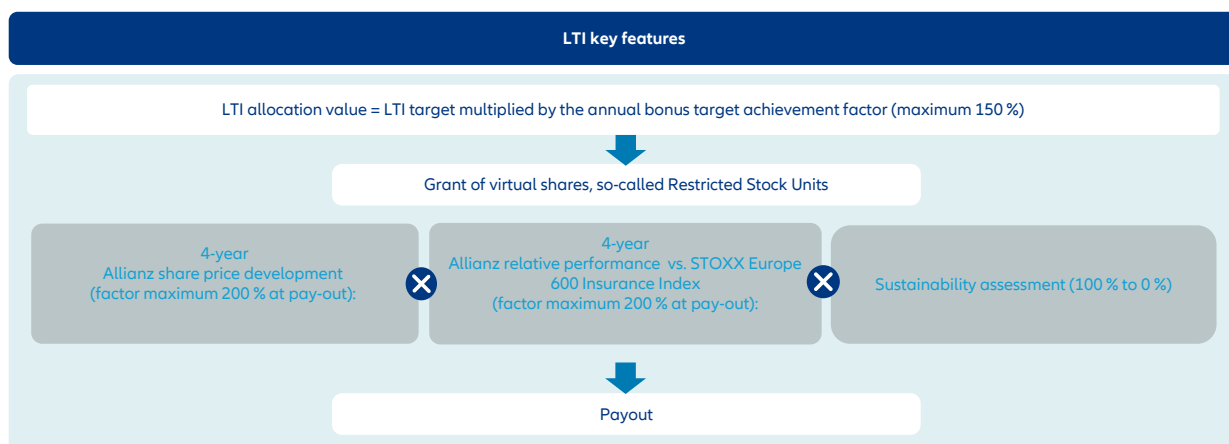 LTI key features
LTI allocation value = LTI target multiplied by the annual bonus target achievement factor (maximum 150 %)
Grant of virtual shares, so-called Restricted Stock Units
4-year
Allianz share price development
(factor maximum 200 % at pay-out):
4-year
Allianz relative performance vs. STOXX Europe
600 Insurance Index
(factor maximum 200 % at pay-out):
Sustainability assessment (100 % to 0 %)
Payout